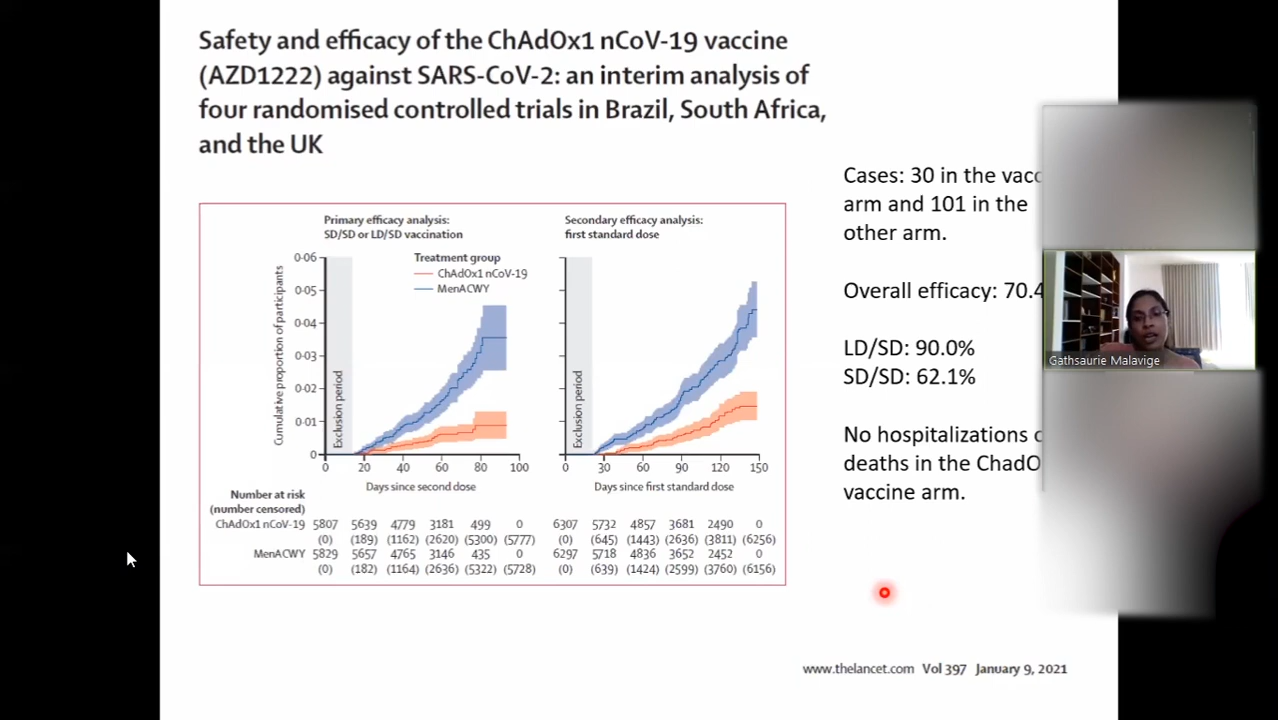 Safety and efficacy of the ChAdOx1 nCoV-19 vaccine
(AZD1222) against SARS-CoV-2: an interim analysis of
four randomised controlled trials in Brazil, South Africa,
and the UK
Primary efficacy analysis:
SD/SD or LD/SD vaccination
Treatment group
ChAdOx1 nCoV-19
MenACWY
Cumulative proportion of participants
0·06
0·05
0·04
0·03
0·02
0·01
0
Exclusion period
0 20 40 60 80 100
Days since second dose
Secondary efficacy analysis:
first standard dose
Exclusion period
0 30 60 90 120 150
Days since first standard dose
Number at risk
(number censored)
ChAdOx1 nCoV-19 5807 5639 4779 3181 499 0 6307 5732 4857 3681 2490 0
(0) (189) (1162) (2620) (5300) (5777) (0) (645) (1443) (2636) (3811) (6256)
MenACWY 5829 5657 4765 3146 435 0 6297 5718 4836 3652 2452 0
(0) (182) (1164) (2636) (5322) (5728) (0) (639) (1424) (2599) (3760) (6156)
Cases: 30 in the
arm and 101 in the
other arm.
Overall efficacy: 70.4
LD/SD: 90.0%
SD/SD: 62.1%
No hospitalizations
deaths in the
vaccine arm.
Gathsaurie Malavige
www.thelancet.com Vol 397 January 9, 2021